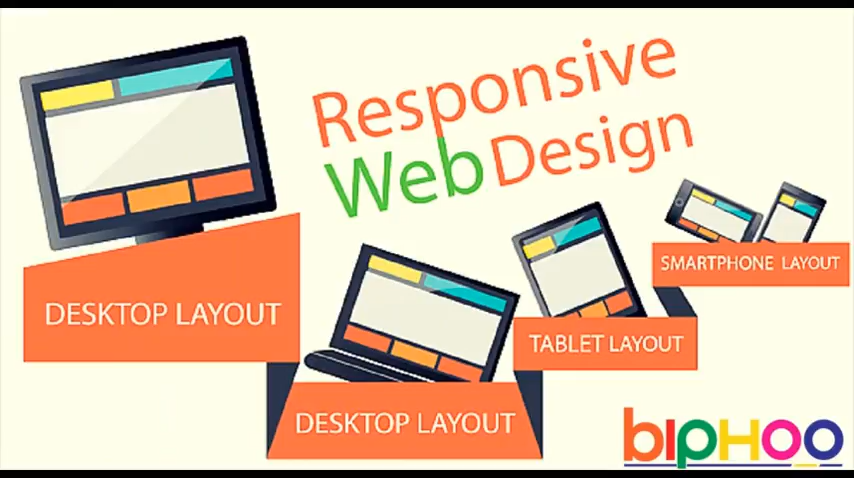 Responsive
Web Design
SMARTPHONE LAYOUT
DESKTOP LAYOUT
TABLET LAYOUT
DESKTOP LAYOUT
bipHOO